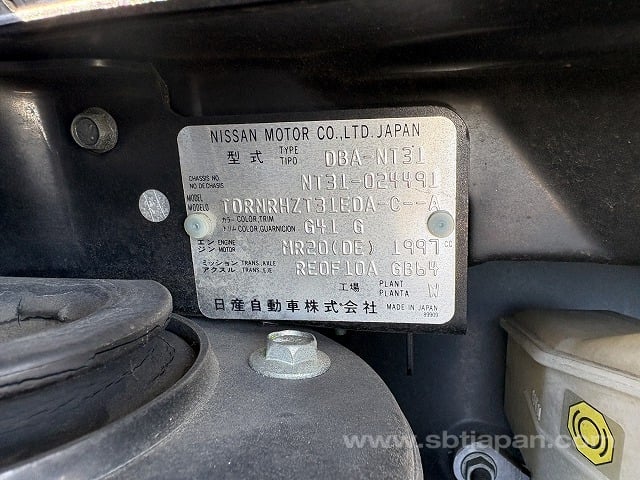 NISSAN MOTOR CO.,LTD. JAPAN
型式 TYPE TIPO DBA-NT31
CHASSIS NO NO DE CHASIS NT31-024491
MODEL MODELO TDRNRHZT31EDA-C--A
カラー COLOR,TRIM トリム COLOR,GUARNICION G41 G
エンジン ENGINE MOTOR MR20(DE) 1997 CC
ミッション TRANS. AXLE アクスル TRANS. EJE RE0F10A GB64
工場 PLANT PLANTA W
日産自動車株式会社 MADE IN JAPAN
89909
www.sbtjapan.com